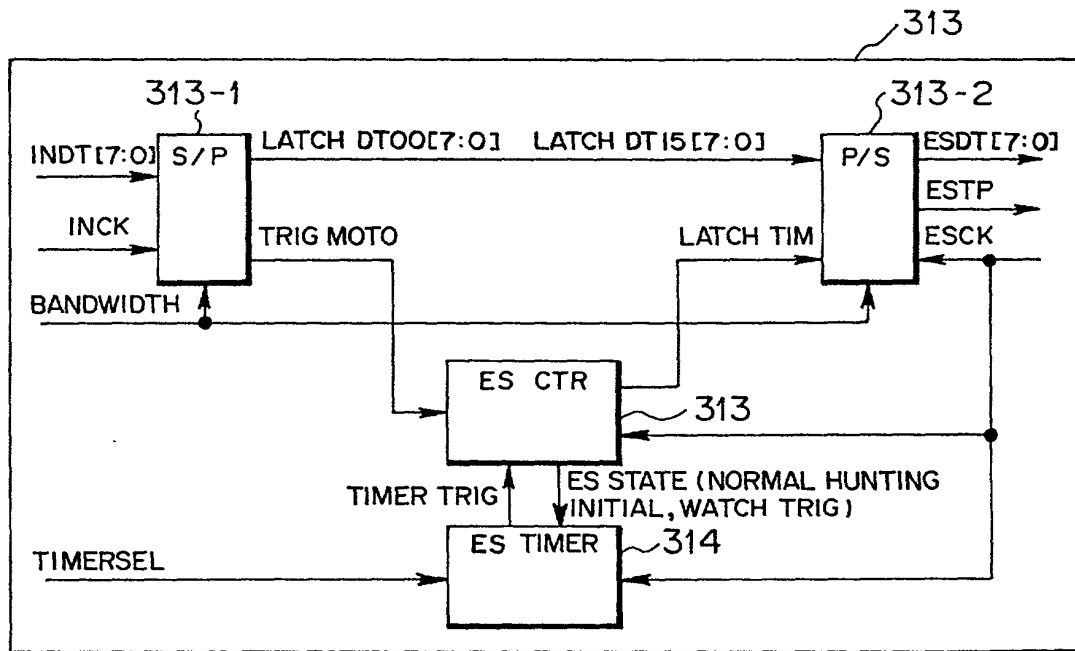 313
313-1
313-2
INDT[7:0]
S/P
LATCH DT00[7:0]
LATCH DT15[7:0]
P/S
ESDT[7:0]
ESTP
INCK
TRIG MOTO
LATCH TIM
ESCK
BANDWIDTH
ES CTR
313
TIMER TRIG
ES STATE (NORMAL HUNTING
INITIAL, WATCH TRIG)
TIMERSEL
ES TIMER
314